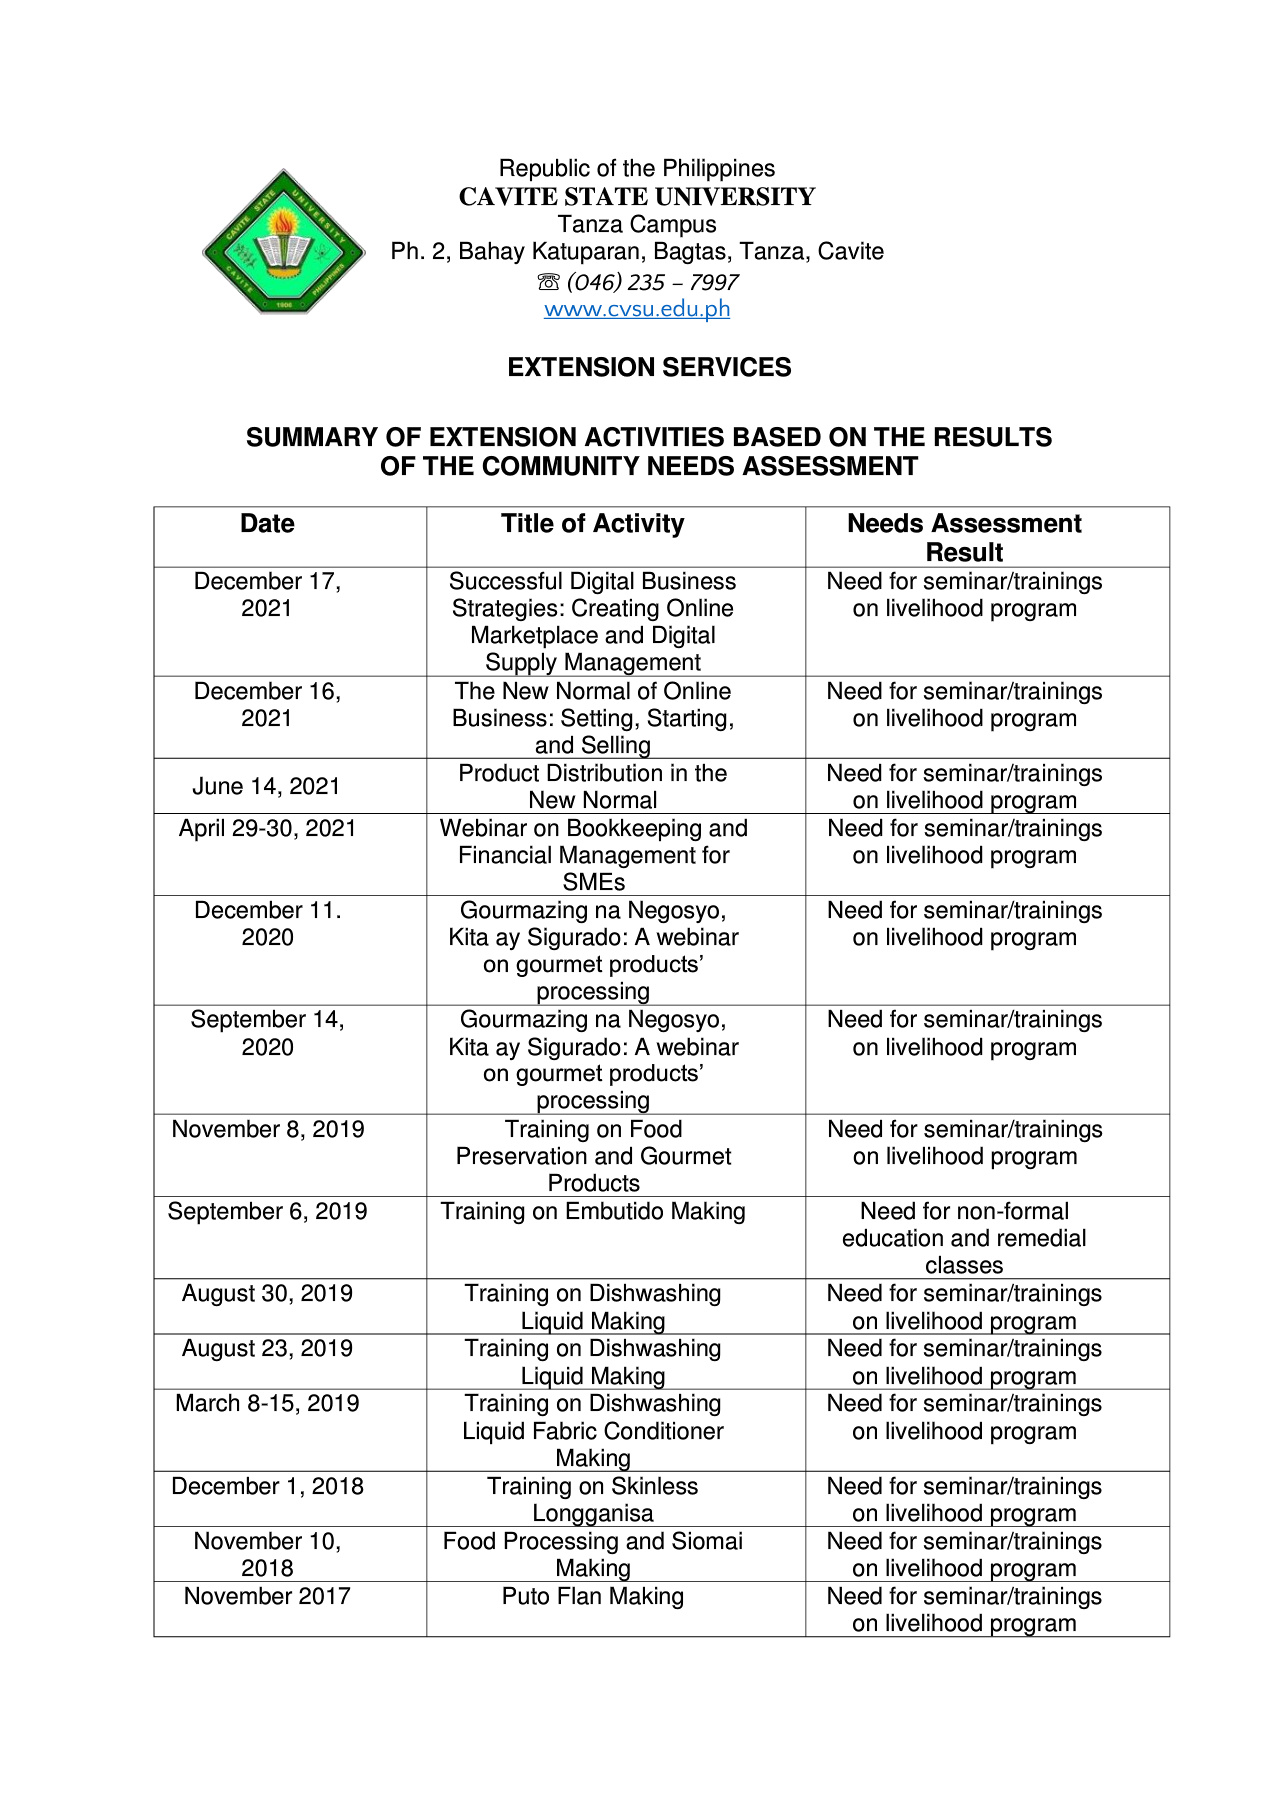 Republic of the Philippines
CAVITE STATE UNIVERSITY
Tanza Campus
Ph. 2, Bahay Katuparan, Bagtas, Tanza, Cavite
☏ (046) 235 – 7997
www.cvsu.edu.ph
CAVITE STATE UNIVERSITY
CAVITE PHILIPPINES
1906
EXTENSION SERVICES
SUMMARY OF EXTENSION ACTIVITIES BASED ON THE RESULTS
OF THE COMMUNITY NEEDS ASSESSMENT
Date
Title of Activity
Needs Assessment
Result
December 17,
2021
Successful Digital Business
Strategies: Creating Online
Marketplace and Digital
Supply Management
Need for seminar/trainings
on livelihood program
December 16,
2021
The New Normal of Online
Business: Setting, Starting,
and Selling
Need for seminar/trainings
on livelihood program
June 14, 2021
Product Distribution in the
New Normal
Need for seminar/trainings
on livelihood program
April 29-30, 2021
Webinar on Bookkeeping and
Financial Management for
SMEs
Need for seminar/trainings
on livelihood program
December 11.
2020
Gourmazing na Negosyo,
Kita ay Sigurado: A webinar
on gourmet products’
processing
Need for seminar/trainings
on livelihood program
September 14,
2020
Gourmazing na Negosyo,
Kita ay Sigurado: A webinar
on gourmet products’
processing
Need for seminar/trainings
on livelihood program
November 8, 2019
Training on Food
Preservation and Gourmet
Products
Need for seminar/trainings
on livelihood program
September 6, 2019
Training on Embutido Making
Need for non-formal
education and remedial
classes
August 30, 2019
Training on Dishwashing
Liquid Making
Need for seminar/trainings
on livelihood program
August 23, 2019
Training on Dishwashing
Liquid Making
Need for seminar/trainings
on livelihood program
March 8-15, 2019
Training on Dishwashing
Liquid Fabric Conditioner
Making
Need for seminar/trainings
on livelihood program
December 1, 2018
Training on Skinless
Longganisa
Need for seminar/trainings
on livelihood program
November 10,
2018
Food Processing and Siomai
Making
Need for seminar/trainings
on livelihood program
November 2017
Puto Flan Making
Need for seminar/trainings
on livelihood program